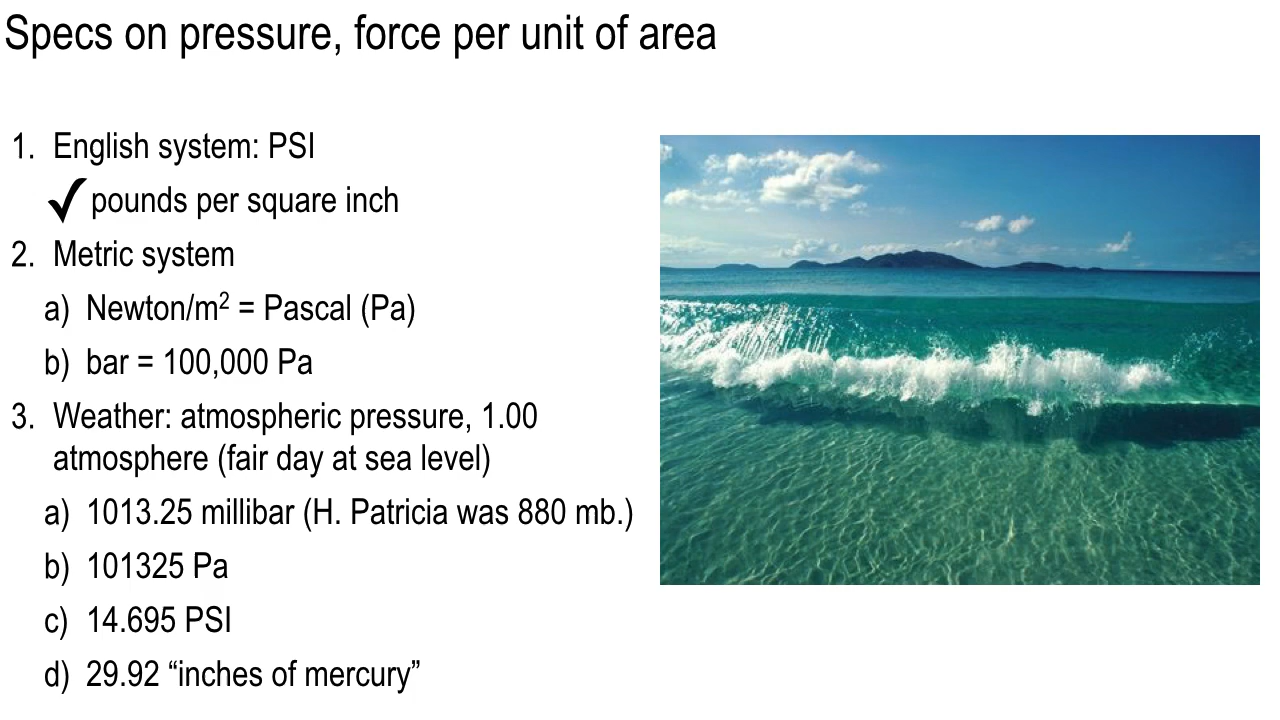 Specs on pressure, force per unit of area
1. English system: PSI
✓pounds per square inch
2. Metric system
a) Newton/m² = Pascal (Pa)
b) bar = 100,000 Pa
3. Weather: atmospheric pressure, 1.00
atmosphere (fair day at sea level)
a) 1013.25 millibar (H. Patricia was 880 mb.)
b) 101325 Pa
c) 14.695 PSI
d) 29.92 “inches of mercury”